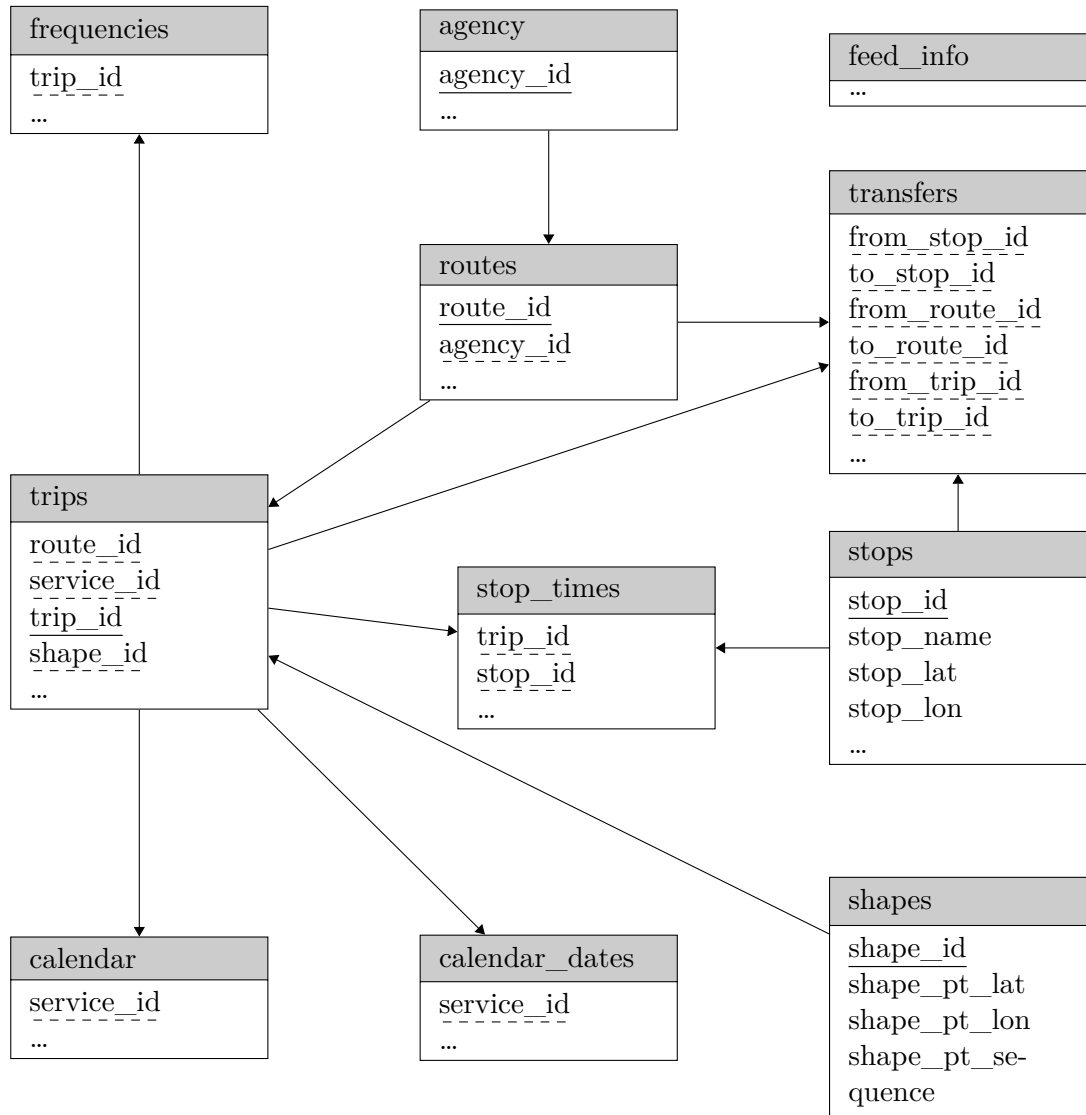 frequencies
trip_id
...
agency
agency_id
...
feed_info
...
transfers
from_stop_id
to_stop_id
from_route_id
to_route_id
from_trip_id
to_trip_id
...
routes
route_id
agency_id
...
trips
route_id
service_id
trip_id
shape_id
...
stop_times
trip_id
stop_id
...
stops
stop_id
stop_name
stop_lat
stop_lon
...
calendar
service_id
...
calendar_dates
service_id
...
shapes
shape_id
shape_pt_lat
shape_pt_lon
shape_pt_se-
quence